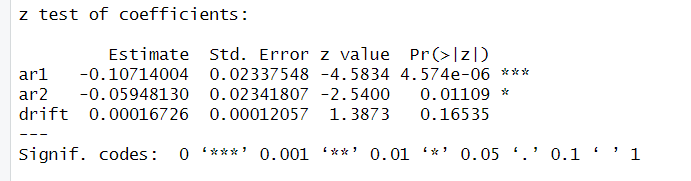 z test of coefficients:
Estimate Std. Error z value Pr(>|z|)
ar1 -0.10714004 0.02337548 -4.5834 4.574e-06 ***
ar2 -0.05948130 0.02341807 -2.5400 0.01109 *
drift 0.00016726 0.00012057 1.3873 0.16535
---
Signif. codes: 0 ‘***’ 0.001 ‘**’ 0.01 ‘*’ 0.05 ‘.’ 0.1 ‘ ’ 1